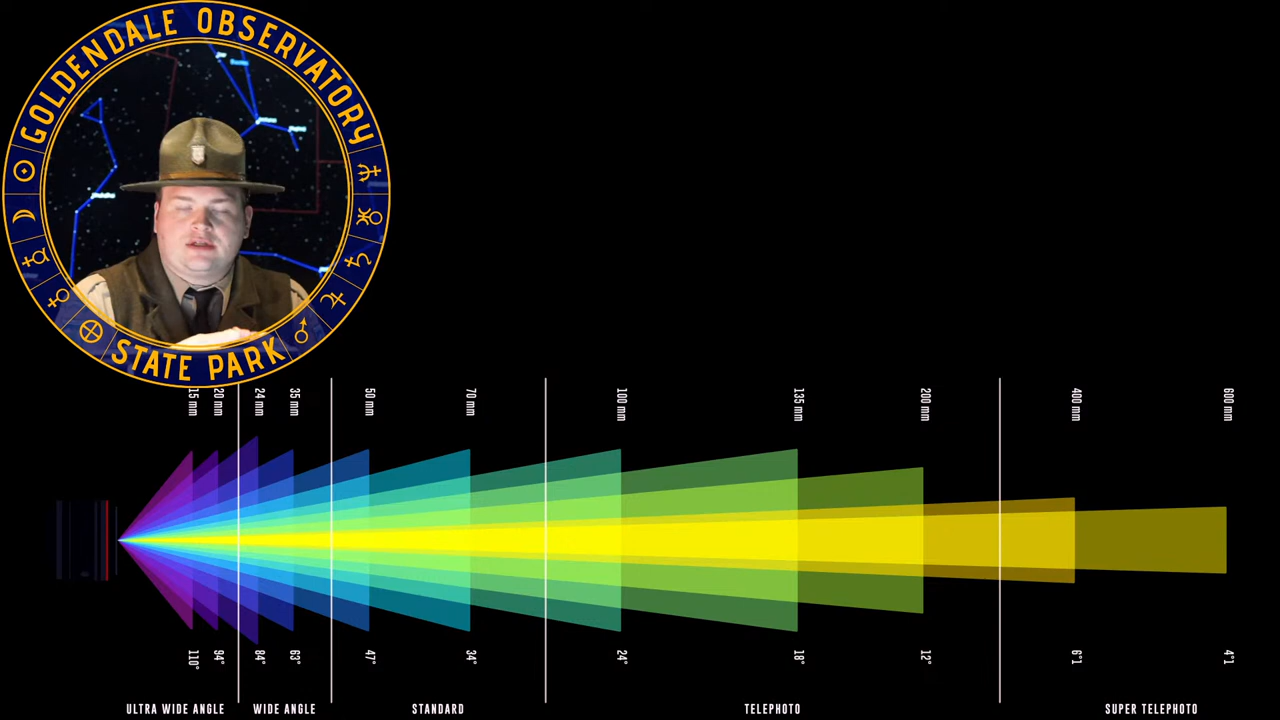 GOLDENDALE OBSERVATORY
STATE PARK
15 mm
20 mm
24 mm
35 mm
50 mm
70 mm
100 mm
135 mm
200 mm
400 mm
600 mm
110°
94°
84°
63°
47°
34°
24°
18°
12°
6°1
4°1
ULTRA WIDE ANGLE
WIDE ANGLE
STANDARD
TELEPHOTO
SUPER TELEPHOTO